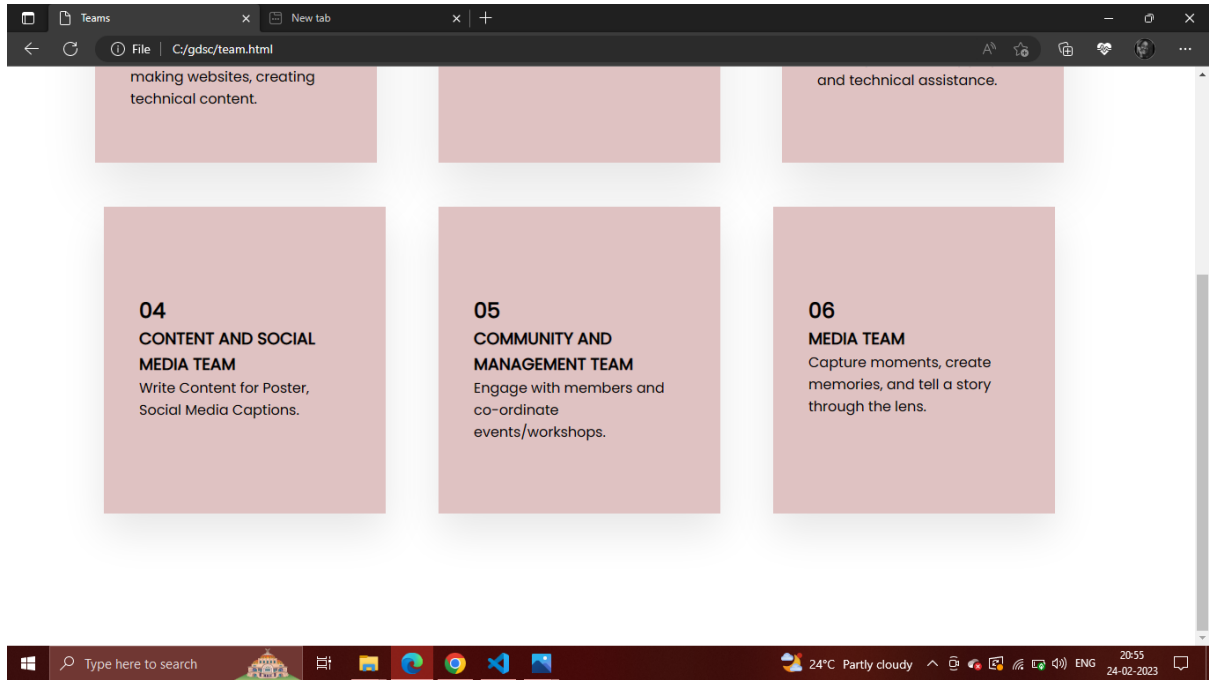 Teams
New tab
File
C:/gdsc/team.html
making websites, creating
technical content.
and technical assistance.
04
CONTENT AND SOCIAL
MEDIA TEAM
Write Content for Poster,
Social Media Captions.
05
COMMUNITY AND
MANAGEMENT TEAM
Engage with members and
co-ordinate
events/workshops.
06
MEDIA TEAM
Capture moments, create
memories, and tell a story
through the lens.
Type here to search
24°C Partly cloudy
ENG
20:55
24-02-2023